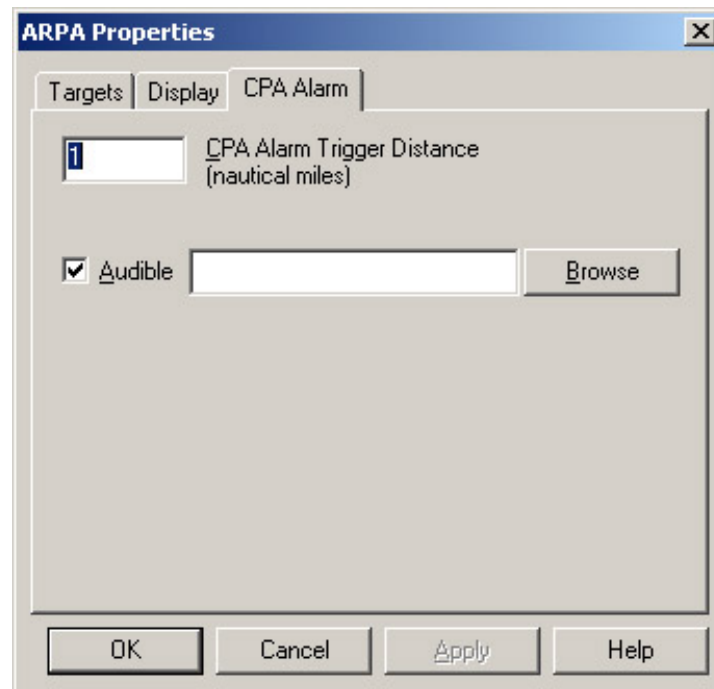 ARPA Properties
Targets Display CPA Alarm
1 CPA Alarm Trigger Distance
(nautical miles)
Audible Browse
OK Cancel Apply Help